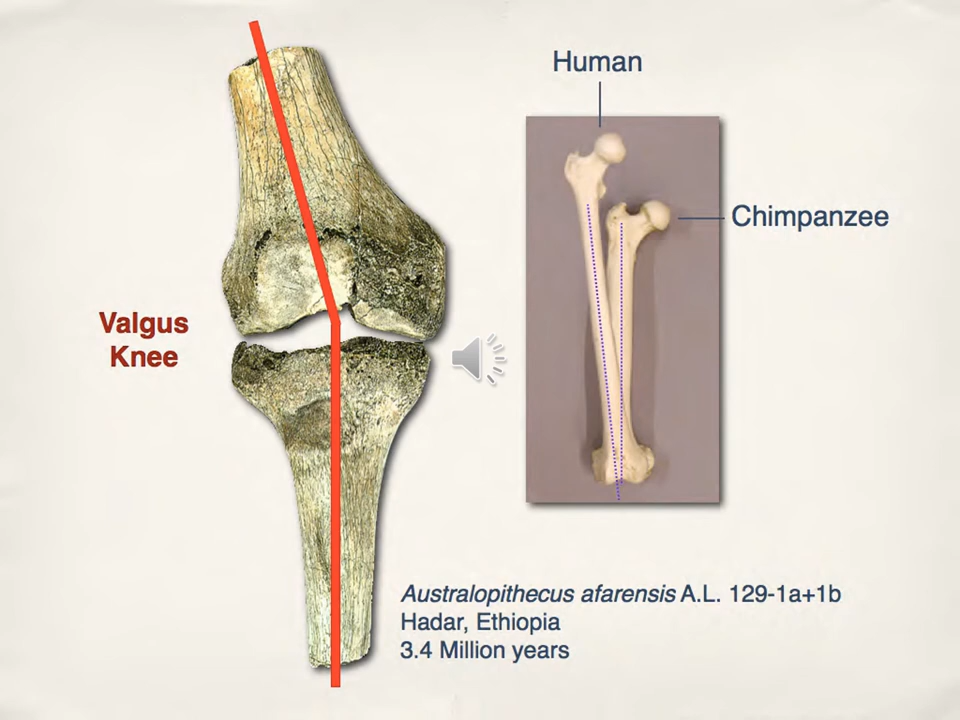 Human
Chimpanzee
Valgus
Knee
Australopithecus afarensis A.L. 129-1a+1b
Hadar, Ethiopia
3.4 Million years